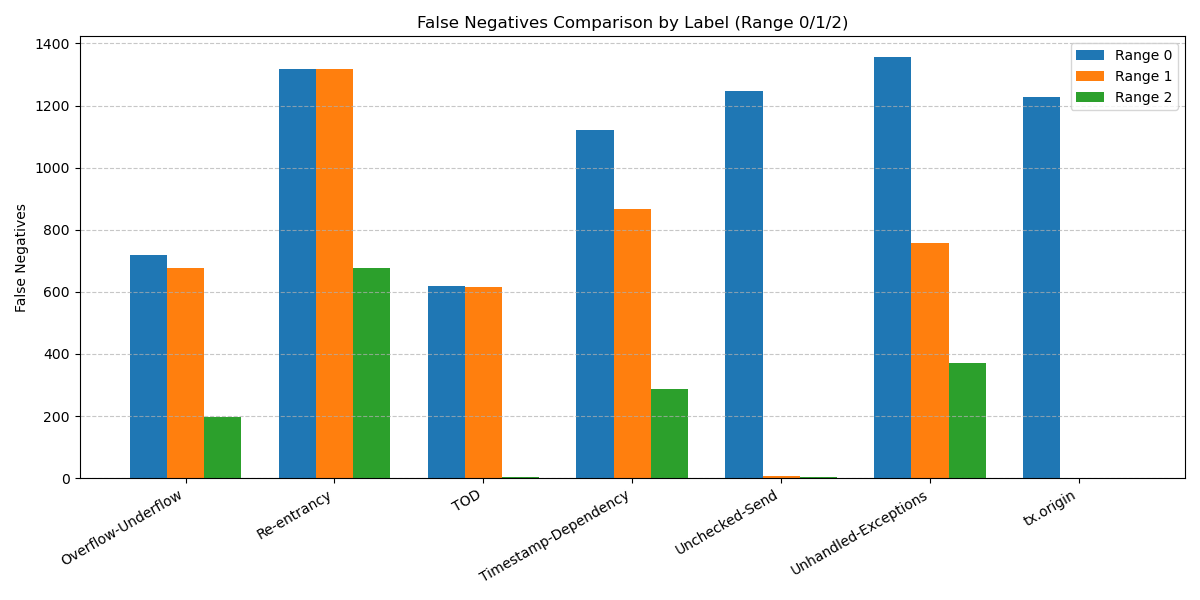 False Negatives Comparison by Label (Range 0/1/2)
False Negatives
1400
1200
1000
800
600
400
200
0
Range 0
Range 1
Range 2
Overflow-Underflow
Re-entrancy
TOD
Timestamp-Dependency
Unchecked-Send
Unhandled-Exceptions
tx.origin